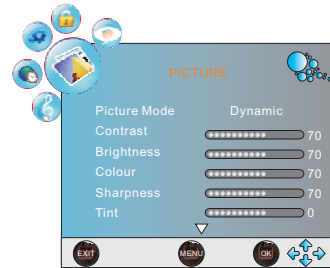 PICTURE
Picture Mode Dynamic
Contrast 70
Brightness 70
Colour 70
Sharpness 70
Tint 0
EXIT MENU OK